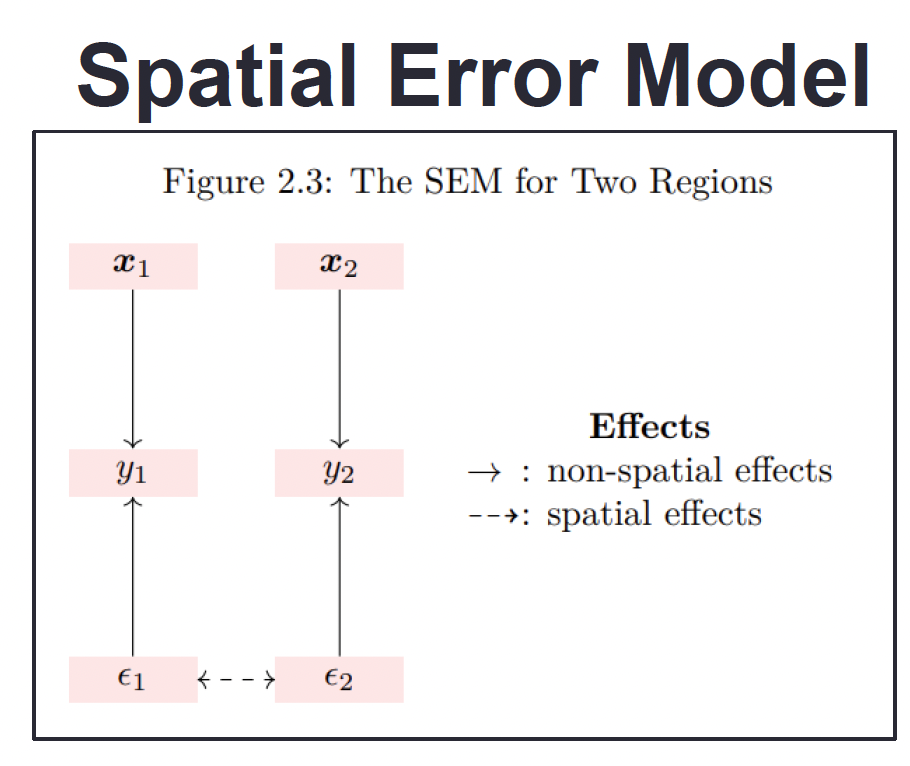 Spatial Error Model
Figure 2.3: The SEM for Two Regions
x₁ x₂
y₁ y₂
Effects
→ : non-spatial effects
--→: spatial effects
ϵ₁ ϵ₂